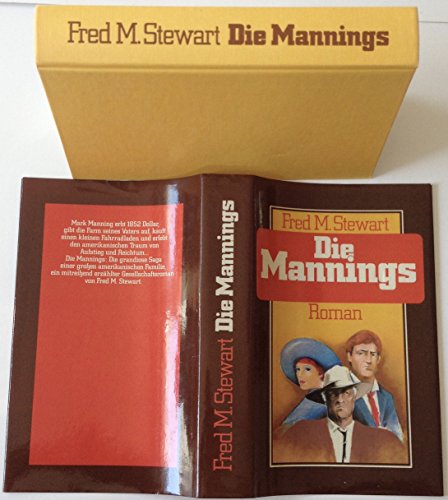 Fred M. Stewart Die Mannings
Mark Manning erbt 1852 Dollar,
gibt die Farm seines Vaters auf, kauft
einen kleinen Fahrradladen und erlebt
den amerikanischen Traum von
Aufstieg und Reichtum...
Die Mannings: Die grandiose Saga
einer großen amerikanischen Familie,
ein mitreißend erzählter Gesellschaftsroman
von Fred M. Stewart
Fred M. Stewart Die Mannings
Fred M. Stewart
Die
Mannings
Roman